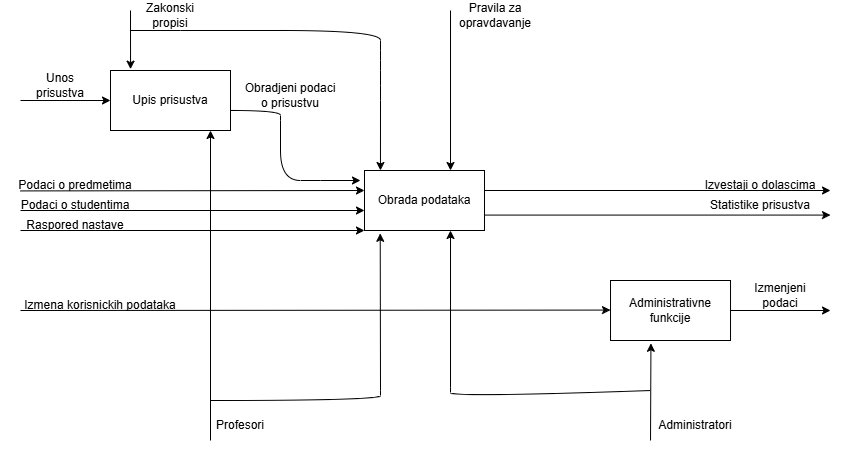 Zakonski
propisi
Pravila za
opravdavanje
Unos
prisustva
Upis prisustva
Obradjeni podaci
o prisustvu
Podaci o predmetima
Podaci o studentima
Raspored nastave
Obrada podataka
Izvestaji o dolascima
Statistike prisustva
Izmena korisnickih podataka
Administrativne
funkcije
Izmenjeni
podaci
Profesori
Administratori